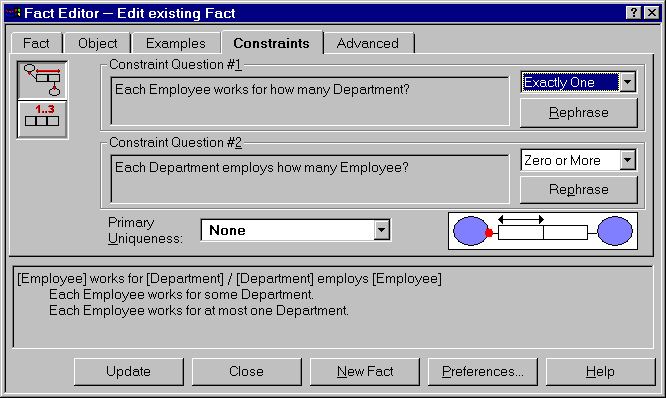 Fact Editor — Edit existing Fact
Fact Object Examples Constraints Advanced
Constraint Question #1
Each Employee works for how many Department?
Exactly One
Rephrase
1..3
Constraint Question #2
Each Department employs how many Employee?
Zero or More
Rephrase
Primary
Uniqueness:
None
[Employee] works for [Department] / [Department] employs [Employee]
Each Employee works for some Department.
Each Employee works for at most one Department.
Update Close New Fact Preferences... Help